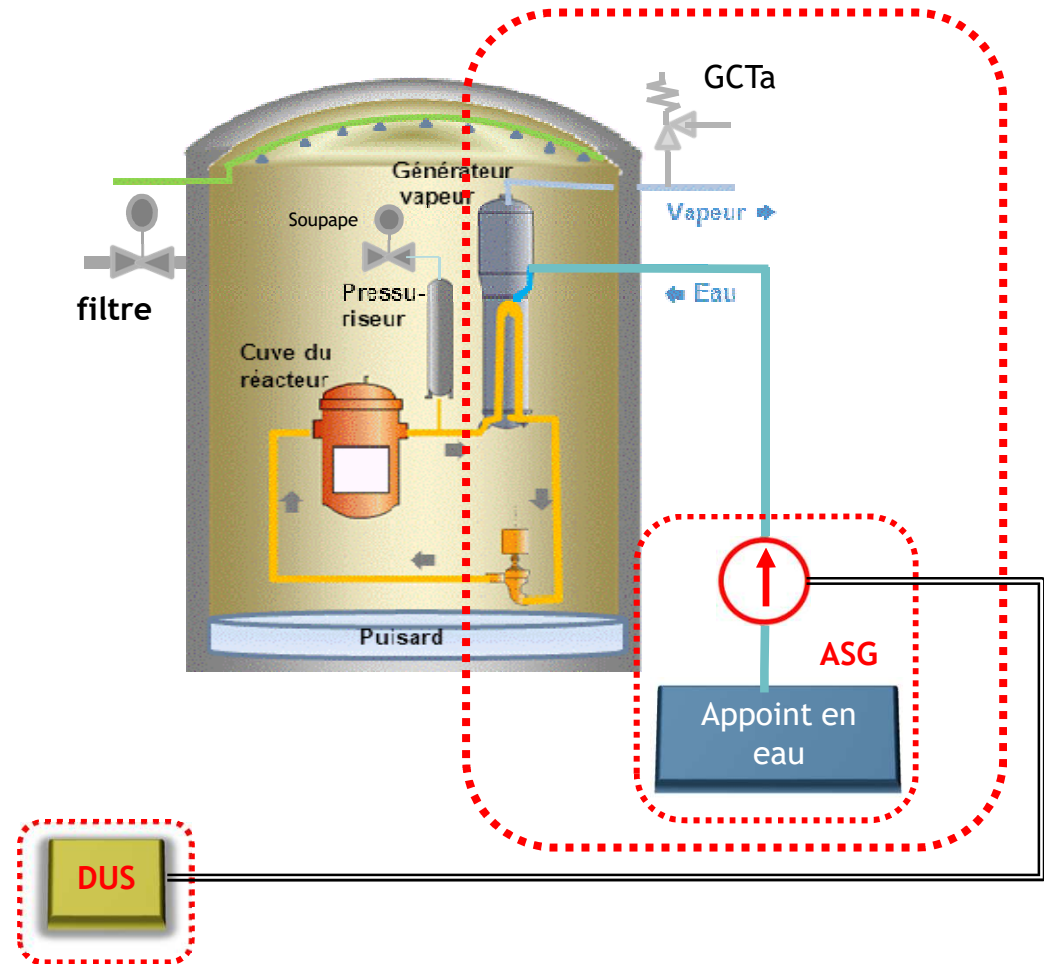 GCTa
Générateur
vapeur
Soupape
Vapeur
Pressu-
riseur
Eau
filtre
Cuve du
réacteur
Puisard
ASG
Appoint en
eau
DUS